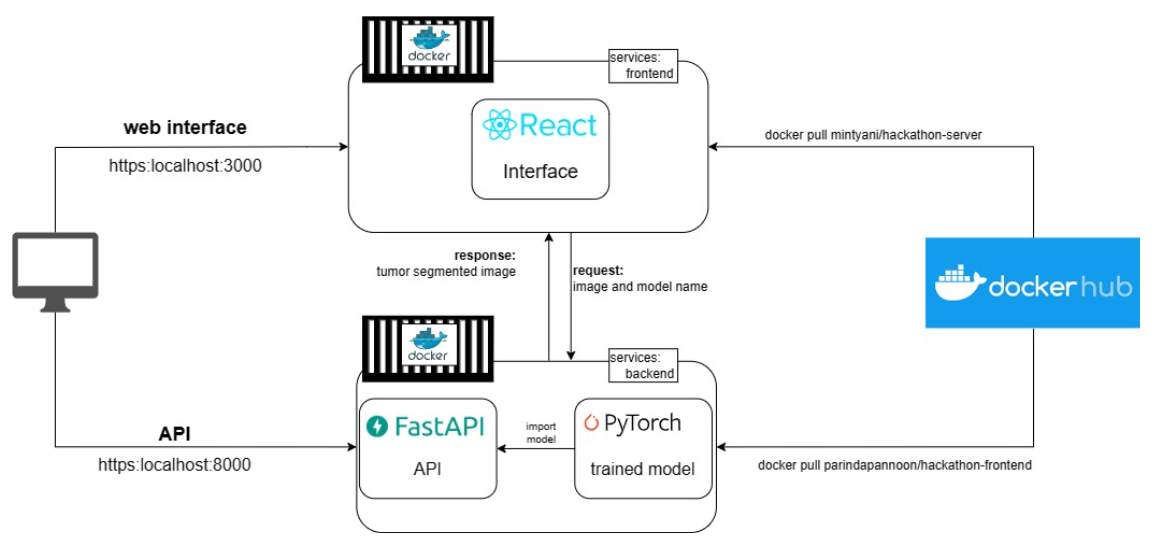 docker
services:
frontend
React
Interface
web interface
https:localhost:3000
docker pull mintyani/hackathon-server
response:
tumor segmented image
request:
image and model name
dockerhub
docker
services:
backend
FastAPI
API
import
model
PyTorch
trained model
API
https:localhost:8000
docker pull parindapannoon/hackathon-frontend